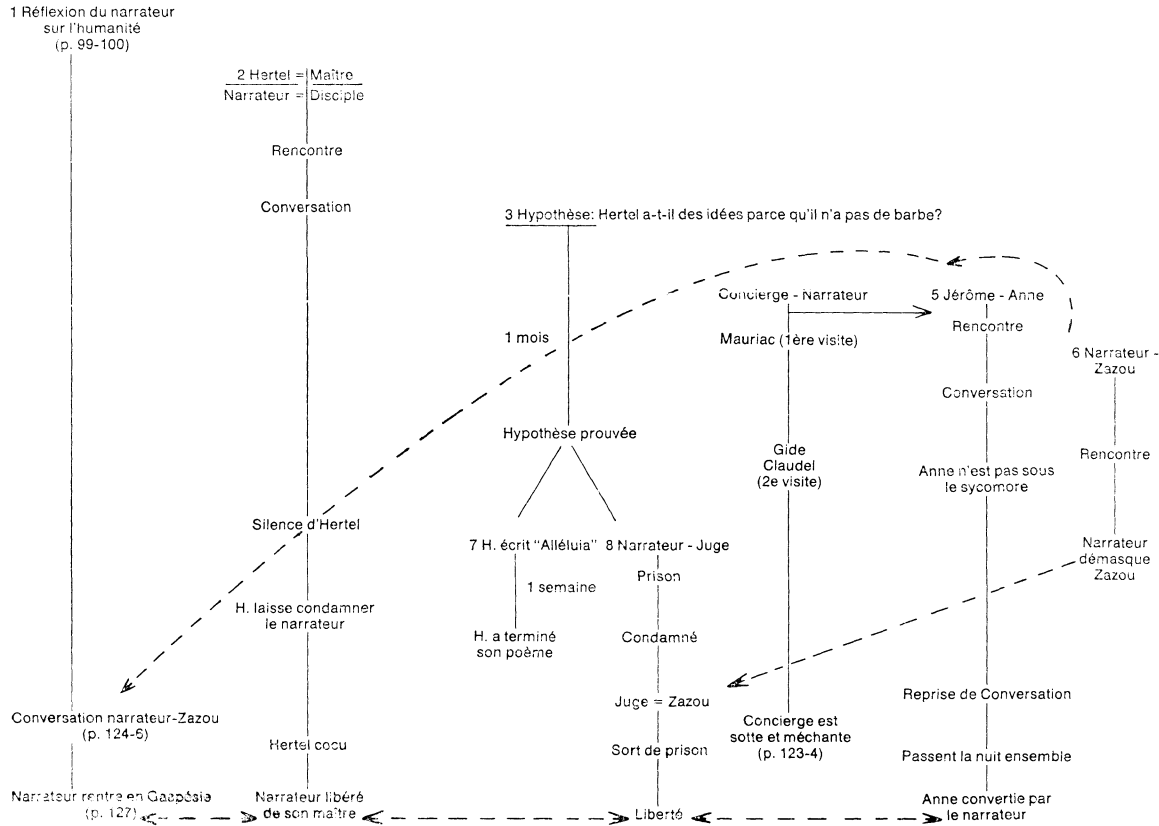 1 Réflexion du narrateur
sur l'humanité
(p. 99-100)
Conversation narrateur-Zazou
(p. 124-6)
Narrateur rentre en Gaspésie
(p. 127)
2 Hertel = Maître
Narrateur = Disciple
Rencontre
Conversation
Silence d'Hertel
H. laisse condamner
le narrateur
Hertel cocu
Narrateur libéré
de son maître
3 Hypothèse: Hertel a-t-il des idées parce qu'il n'a pas de barbe?
1 mois
Hypothèse prouvée
7 H. écrit "Alléluia"
1 semaine
H. a terminé
son poème
8 Narrateur - Juge
Prison
Condamné
Juge = Zazou
Sort de prison
Liberté
Concierge - Narrateur
Mauriac (1ère visite)
Gide
Claudel
(2e visite)
Concierge est
sotte et méchante
(p. 123-4)
5 Jérôme - Anne
Rencontre
Conversation
Anne n'est pas sous
le sycomore
Reprise de Conversation
Passent la nuit ensemble
Anne convertie par
le narrateur
6 Narrateur -
Zazou
Rencontre
Narrateur
démasque
Zazou